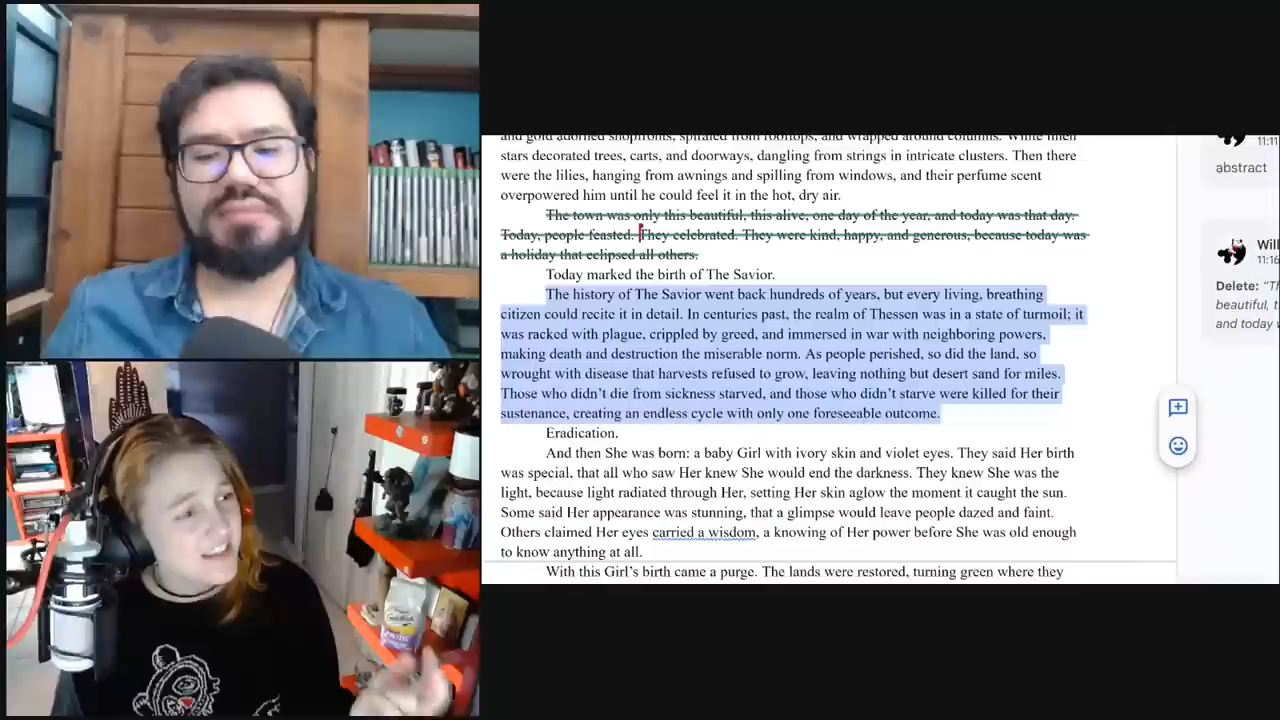 and gold adorned shopfronts, spiraled from rooftops, and wrapped around columns. White linen
stars decorated trees, carts, and doorways, dangling from strings in intricate clusters. Then there
were the lilies, hanging from awnings and spilling from windows, and their perfume scent
overpowered him until he could feel it in the hot, dry air.
The town was only this beautiful, this alive, one day of the year, and today was that day.
Today, people feasted. They celebrated. They were kind, happy, and generous, because today was
a holiday that eclipsed all others.
Today marked the birth of The Savior.
The history of The Savior went back hundreds of years, but every living, breathing
citizen could recite it in detail. In centuries past, the realm of Thessen was in a state of turmoil; it
was racked with plague, crippled by greed, and immersed in war with neighboring powers,
making death and destruction the miserable norm. As people perished, so did the land, so
wrought with disease that harvests refused to grow, leaving nothing but desert sand for miles.
Those who didn’t die from sickness starved, and those who didn’t starve were killed for their
sustenance, creating an endless cycle with only one foreseeable outcome.
Eradication.
And then She was born: a baby Girl with ivory skin and violet eyes. They said Her birth
was special, that all who saw Her knew She would end the darkness. They knew She was the
light, because light radiated through Her, setting Her skin aglow the moment it caught the sun.
Some said Her appearance was stunning, that a glimpse would leave people dazed and faint.
Others claimed Her eyes carried a wisdom, a knowing of Her power before She was old enough
to know anything at all.
With this Girl’s birth came a purge. The lands were restored, turning green where they
11:11
abstract
Will
11:16
Delete: “Th
beautiful, t
and today